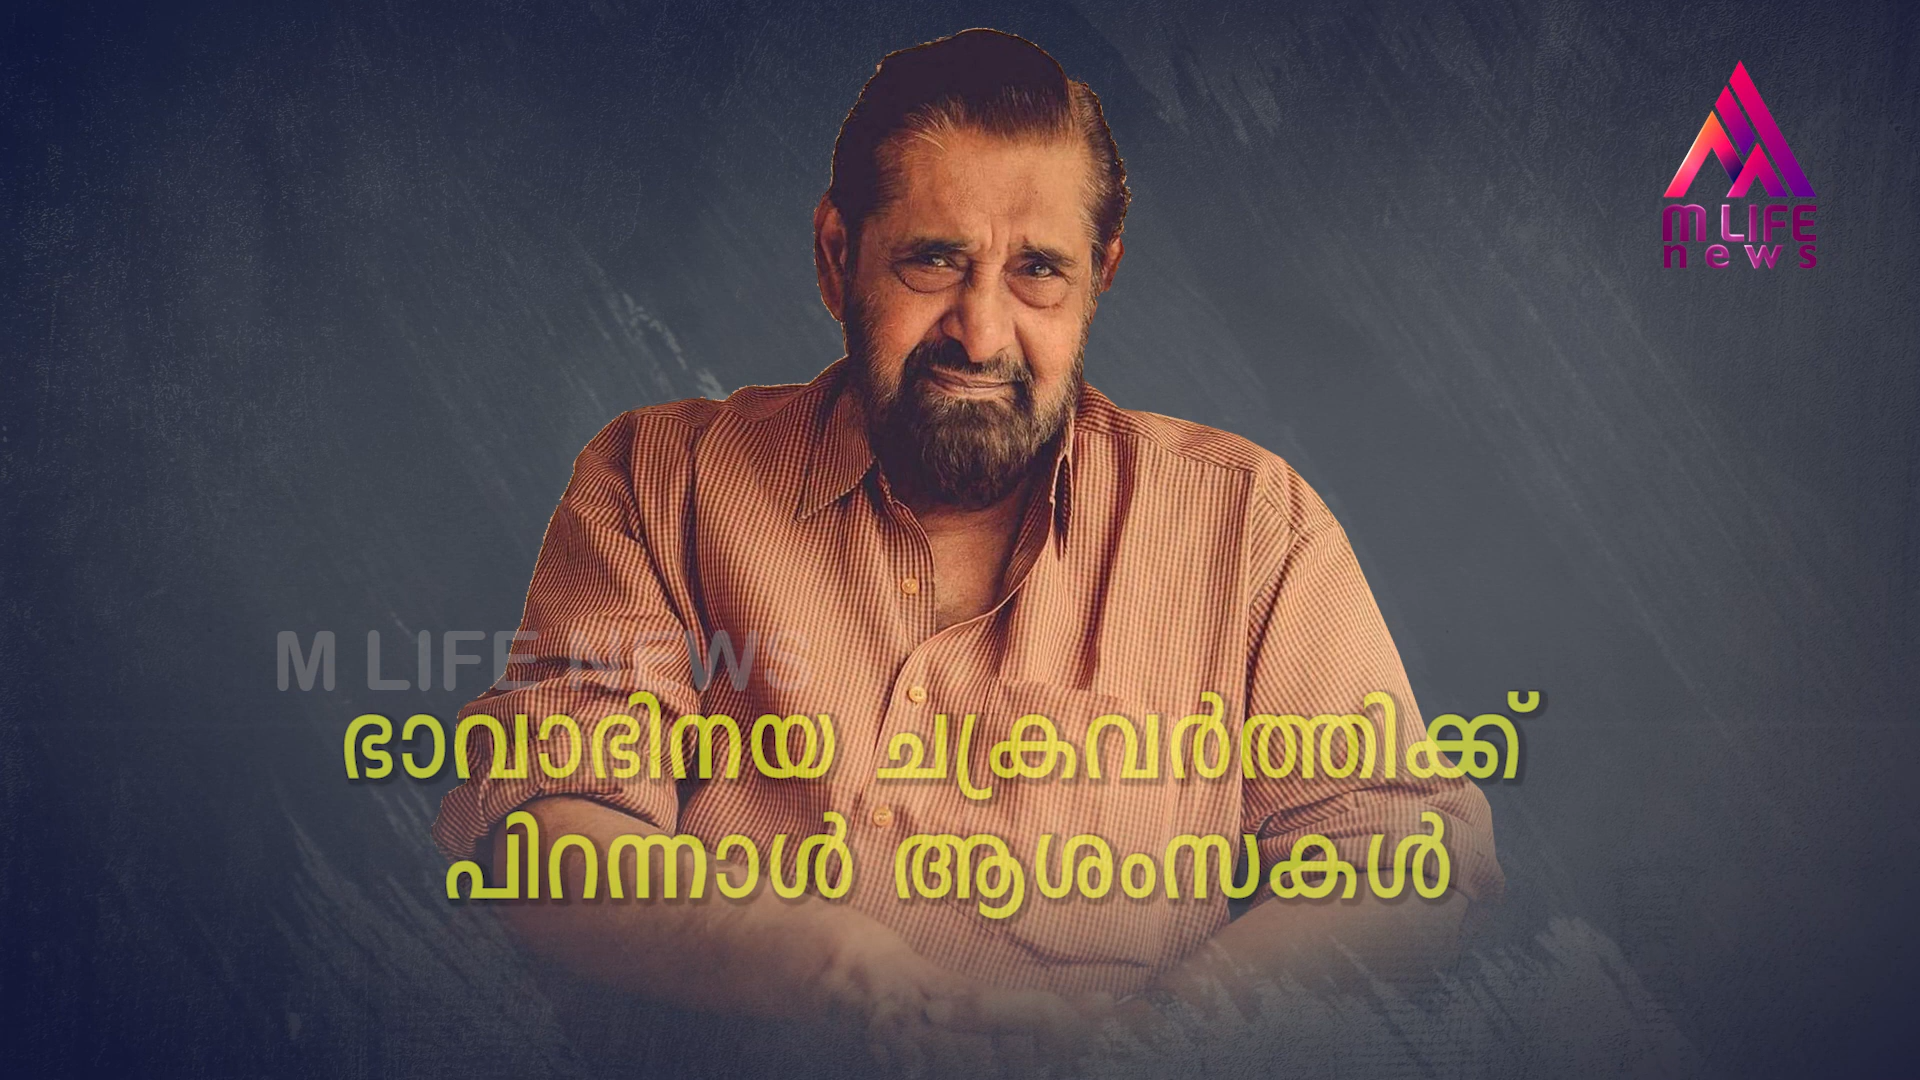 M LIFE
news
M LIFE NEWS
ഭാവാഭിനയ ചക്രവർത്തിക്ക്
പിറന്നാൾ ആശംസകൾ